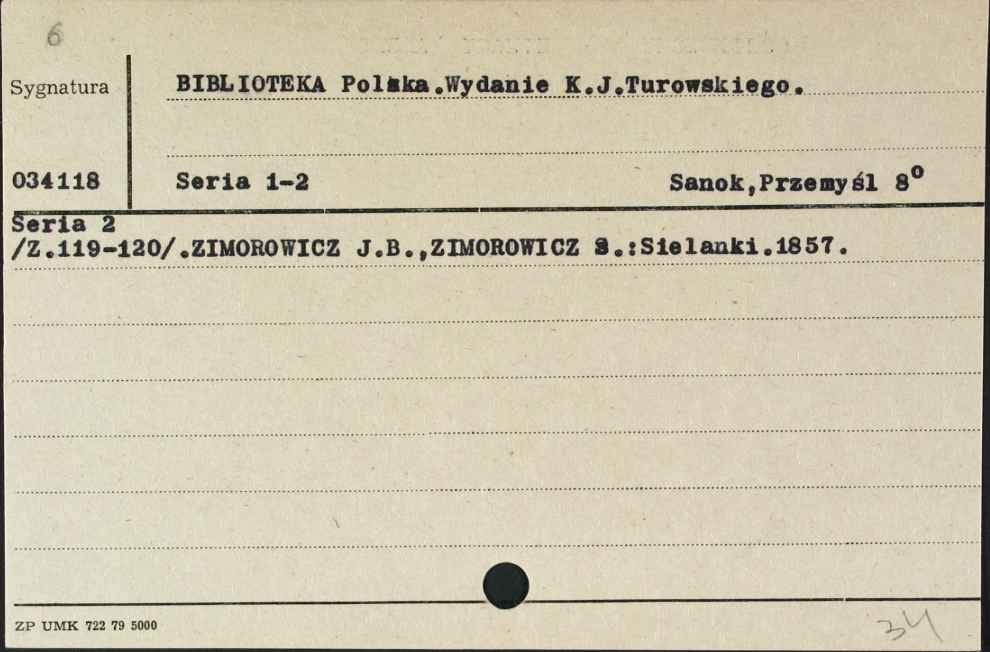 6
Sygnatura
BIBLIOTEKA Polska.Wydanie K.J.Turowskiego.
034118
Seria 1-2
Sanok,Przemyśl 8º
Seria 2
/Z.119-120/.ZIMOROWICZ J.B.,ZIMOROWICZ S.:Sielanki.1857.
ZP UMK 722 79 5000
34